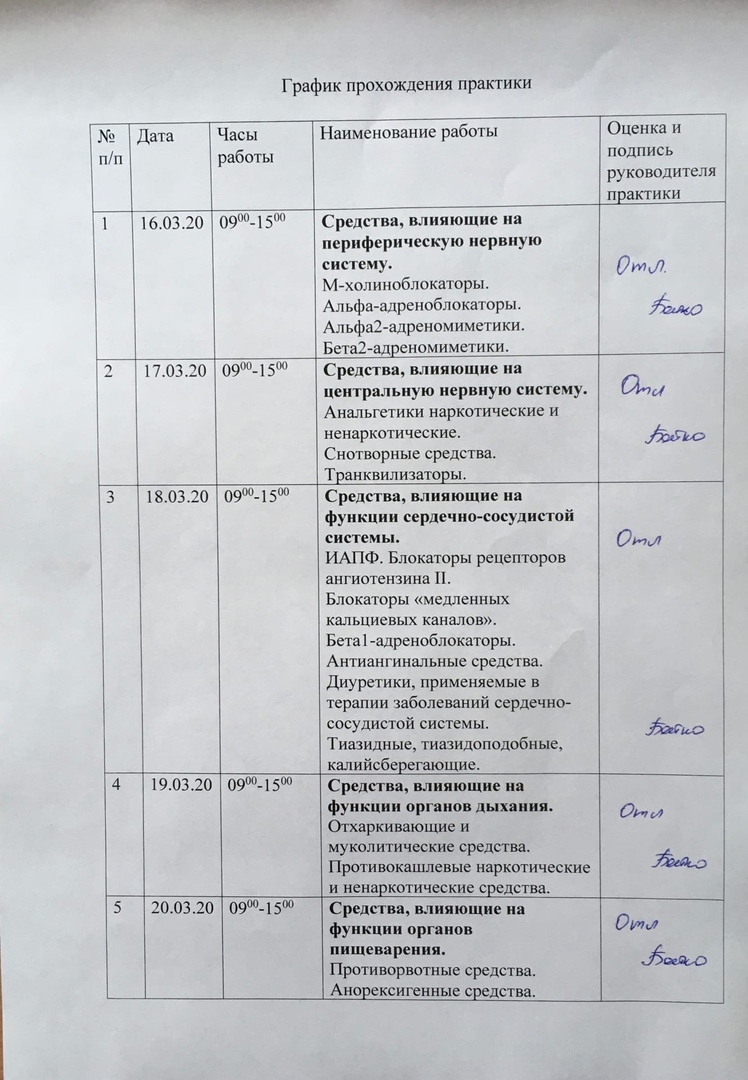 График прохождения практики
№ п/п
Дата
Часы работы
Наименование работы
Оценка и подпись руководителя практики
1
16.03.20
09⁰⁰-15⁰⁰
Средства, влияющие на
периферическую нервную
систему.
М-холиноблокаторы.
Альфа-адреноблокаторы.
Альфа2-адреномиметики.
Бета2-адреномиметики.
Отл.
2
17.03.20
09⁰⁰-15⁰⁰
Средства, влияющие на
центральную нервную систему.
Анальгетики наркотические и
ненаркотические.
Снотворные средства.
Транквилизаторы.
Отл
Бойко
3
18.03.20
09⁰⁰-15⁰⁰
Средства, влияющие на
функции сердечно-сосудистой
системы.
ИАПФ. Блокаторы рецепторов
ангиотензина II.
Блокаторы «медленных
кальциевых каналов».
Бета1-адреноблокаторы.
Антиангинальные средства.
Диуретики, применяемые в
терапии заболеваний сердечно-
сосудистой системы.
Тиазидные, тиазидоподобные,
калийсберегающие.
Отл
4
19.03.20
09⁰⁰-15⁰⁰
Средства, влияющие на
функции органов дыхания.
Отхаркивающие и
муколитические средства.
Противокашлевые наркотические
и ненаркотические средства.
Отл
5
20.03.20
09⁰⁰-15⁰⁰
Средства, влияющие на
функции органов
пищеварения.
Противорвотные средства.
Анорексигенные средства.
Отл